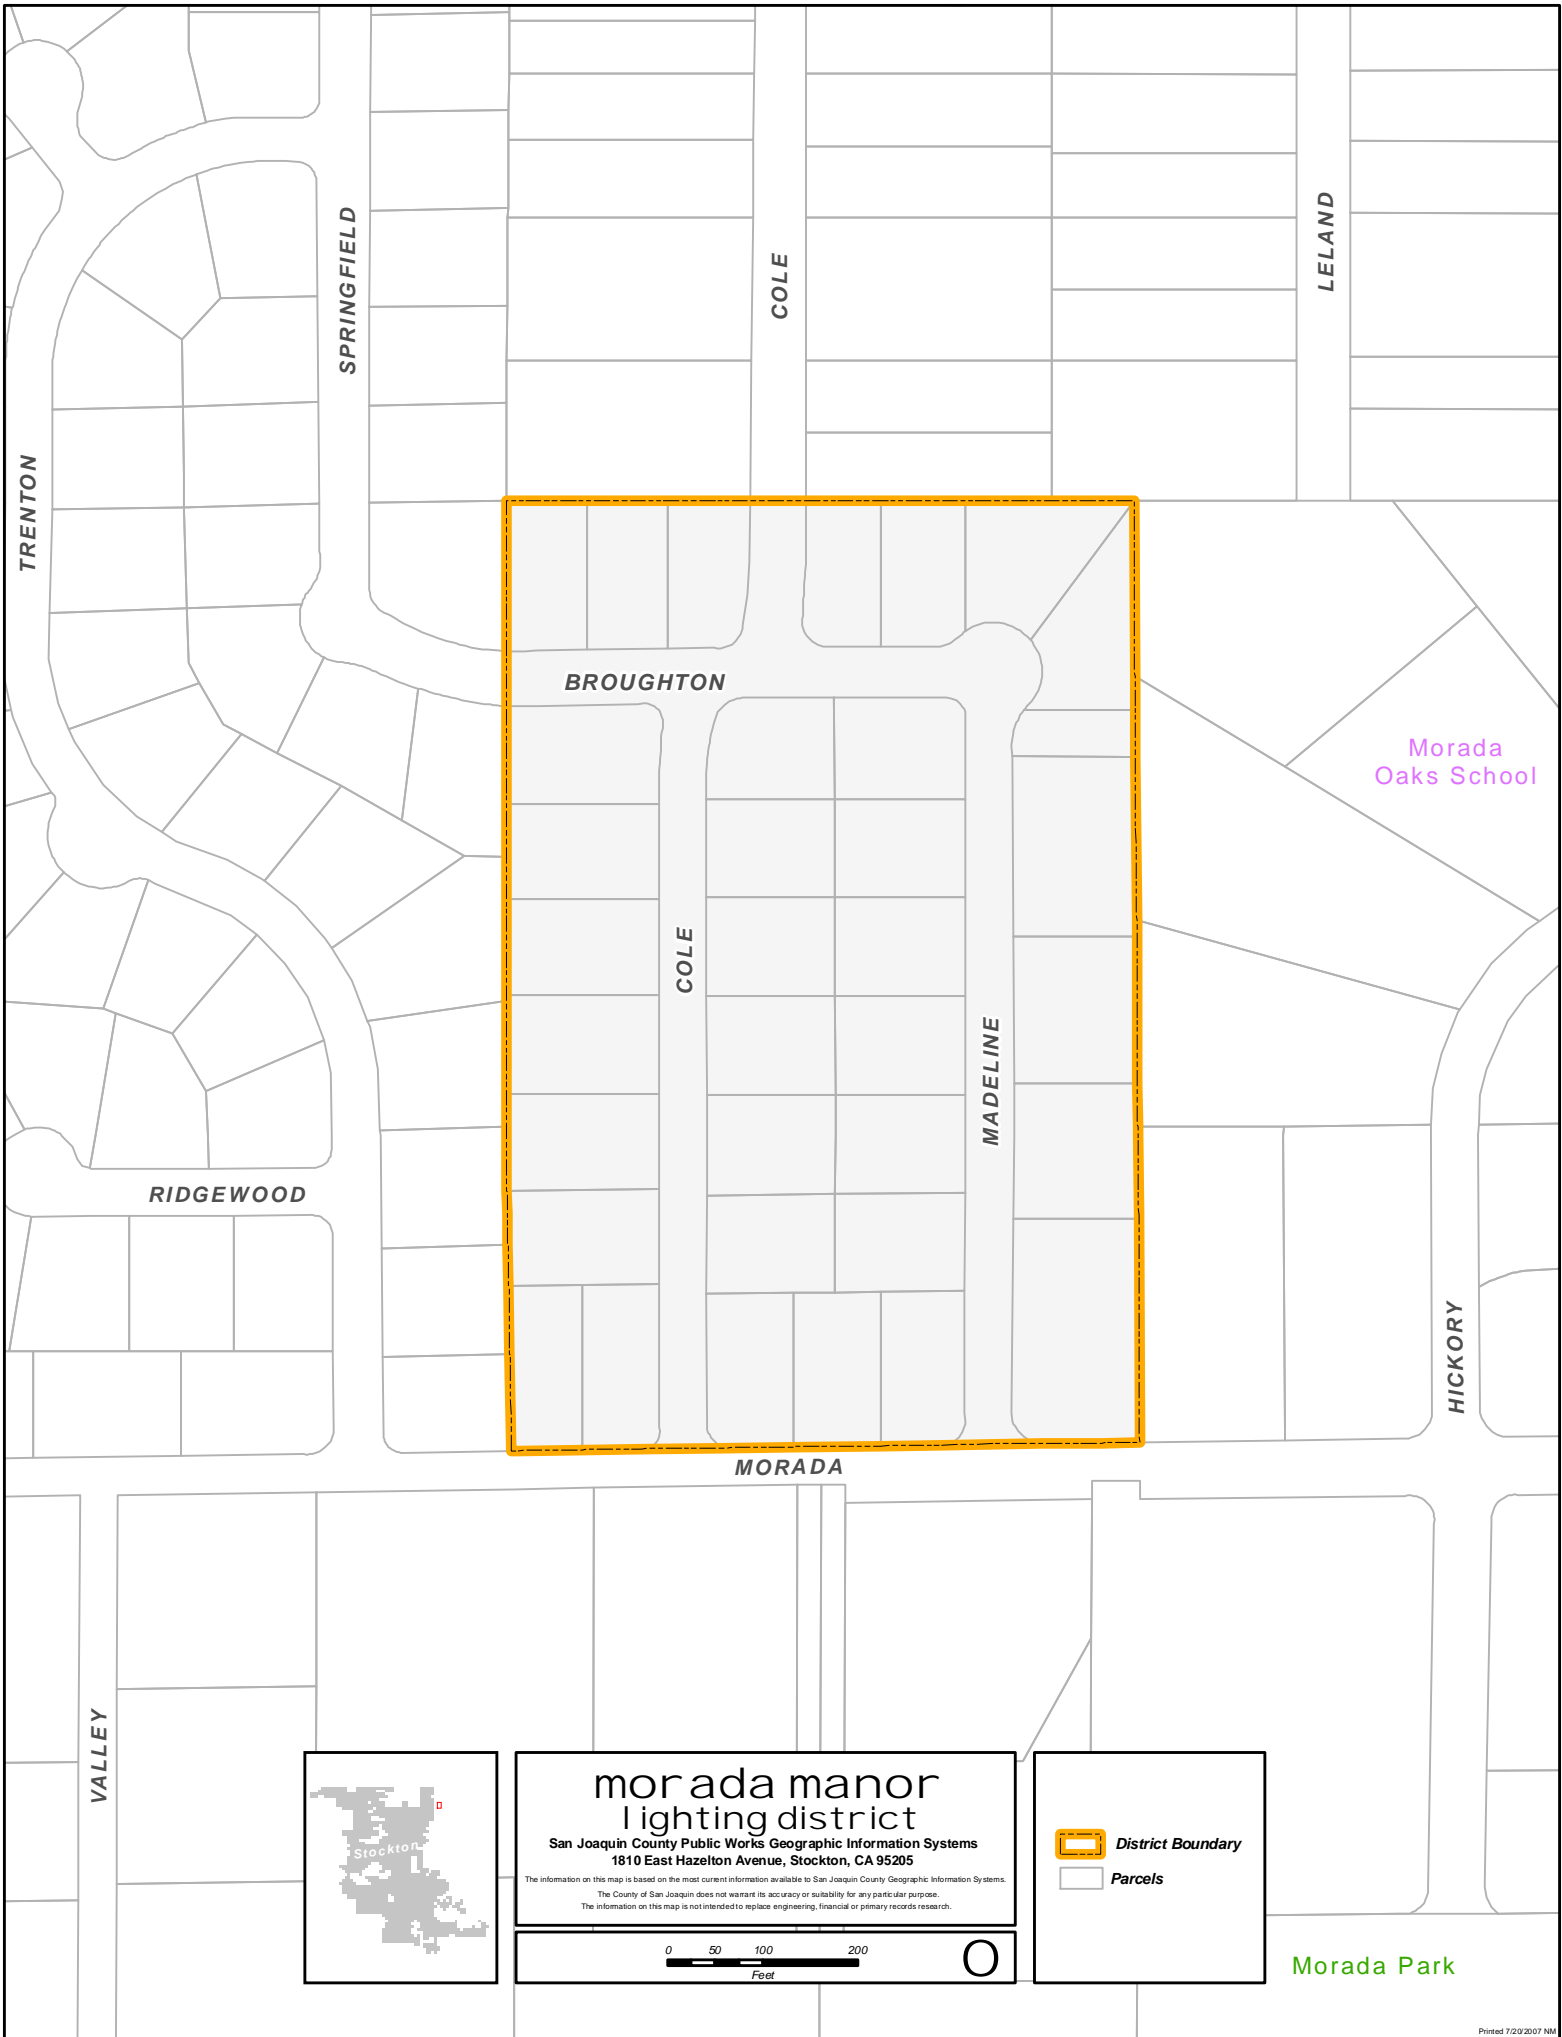 SPRINGFIELD
COLE
LELAND
TRENTON
BROUGHTON
Morada
Oaks School
COLE
MADELINE
RIDGEWOOD
HICKORY
MORADA
VALLEY
Stockton
morada manor
lighting district
San Joaquin County Public Works Geographic Information Systems
1810 East Hazelton Avenue, Stockton, CA 95205
The information on this map is based on the most current information available to San Joaquin County Geographic Information Systems.
The County of San Joaquin does not warrant its accuracy or suitability for any particular purpose.
The information on this map is not intended to replace engineering, financial or primary records research.
0 50 100 200
Feet
O
District Boundary
Parcels
Morada Park
Printed 7/20/2007 NM